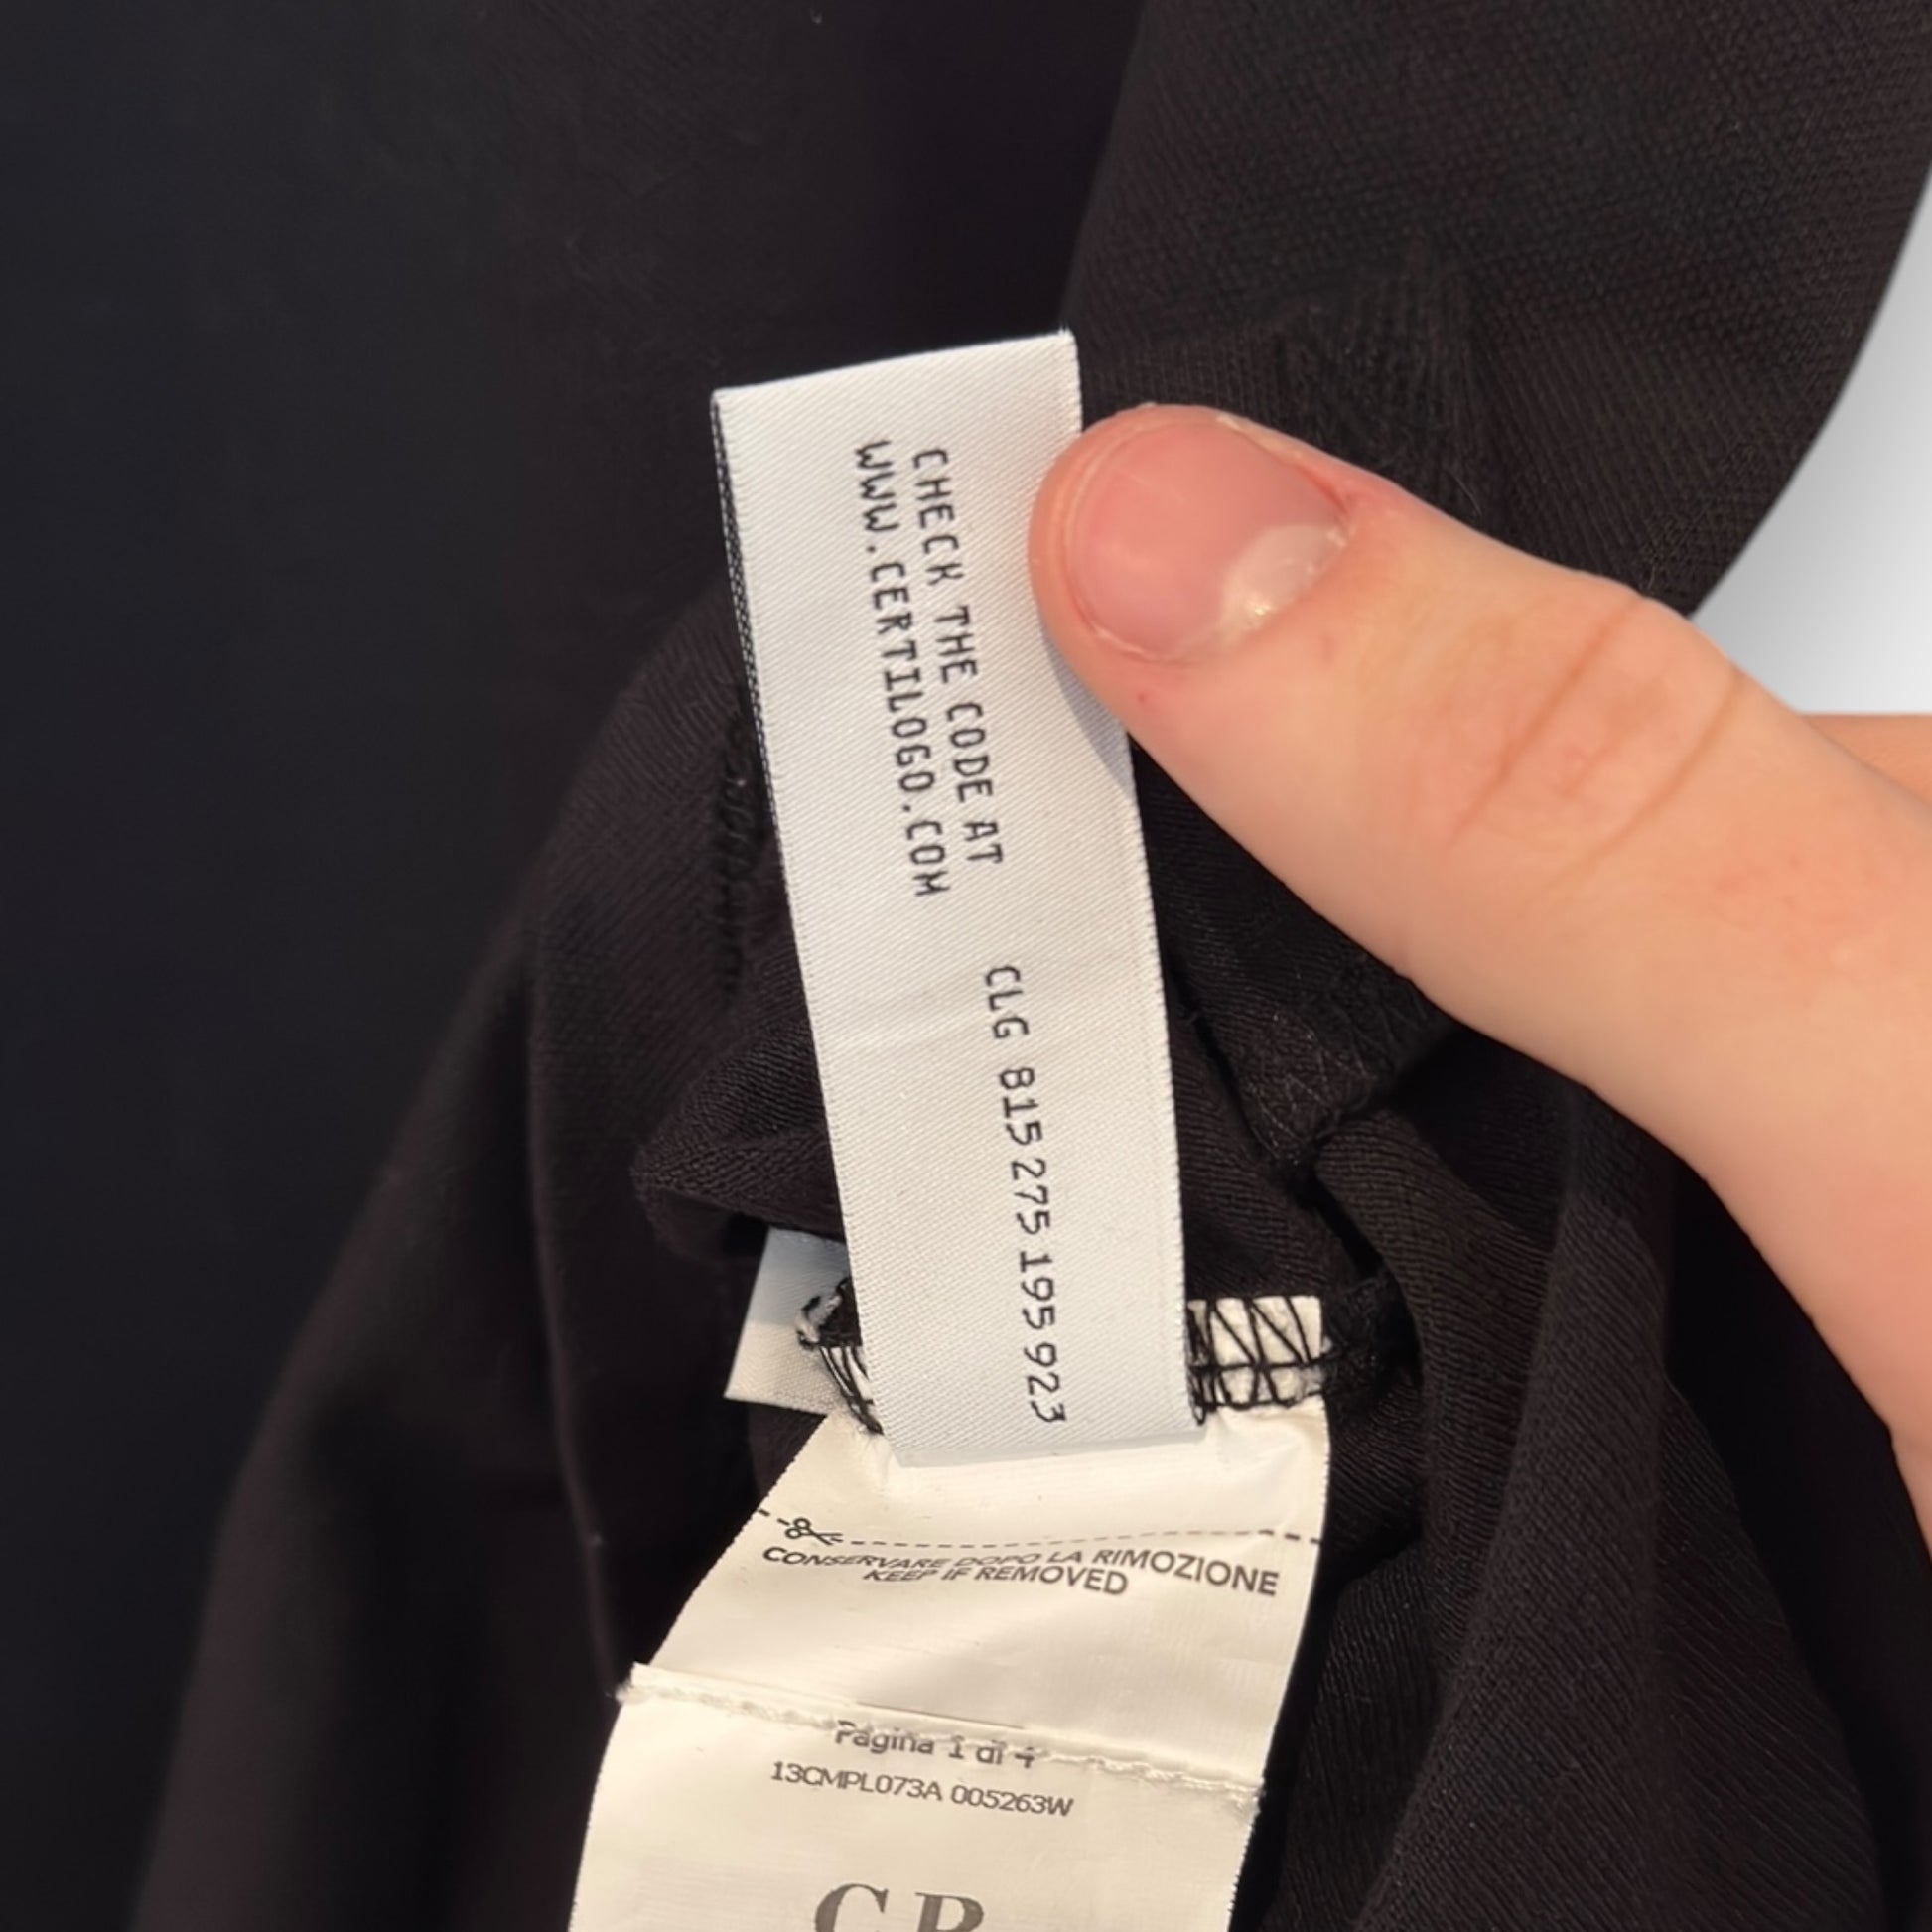 CHECK THE CODE AT
WWW.CERTILOGO.COM
CLG 815 275 195 923
CONSERVARE DOPO LA RIMOZIONE
KEEP IF REMOVED
Pagina 1 di 4
13CMPL073A 005263W
C P